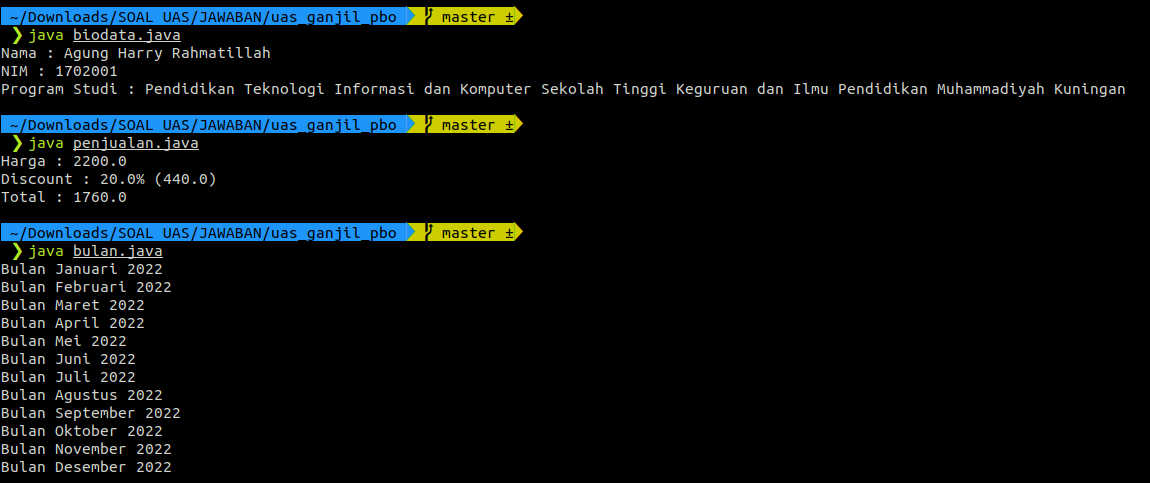 ~/Downloads/SOAL UAS/JAWABAN/uas_ganjil_pbo master ±
❯ java biodata.java
Nama : Agung Harry Rahmatillah
NIM : 1702001
Program Studi : Pendidikan Teknologi Informasi dan Komputer Sekolah Tinggi Keguruan dan Ilmu Pendidikan Muhammadiyah Kuningan
~/Downloads/SOAL UAS/JAWABAN/uas_ganjil_pbo master ±
❯ java penjualan.java
Harga : 2200.0
Discount : 20.0% (440.0)
Total : 1760.0
~/Downloads/SOAL UAS/JAWABAN/uas_ganjil_pbo master ±
❯ java bulan.java
Bulan Januari 2022
Bulan Februari 2022
Bulan Maret 2022
Bulan April 2022
Bulan Mei 2022
Bulan Juni 2022
Bulan Juli 2022
Bulan Agustus 2022
Bulan September 2022
Bulan Oktober 2022
Bulan November 2022
Bulan Desember 2022